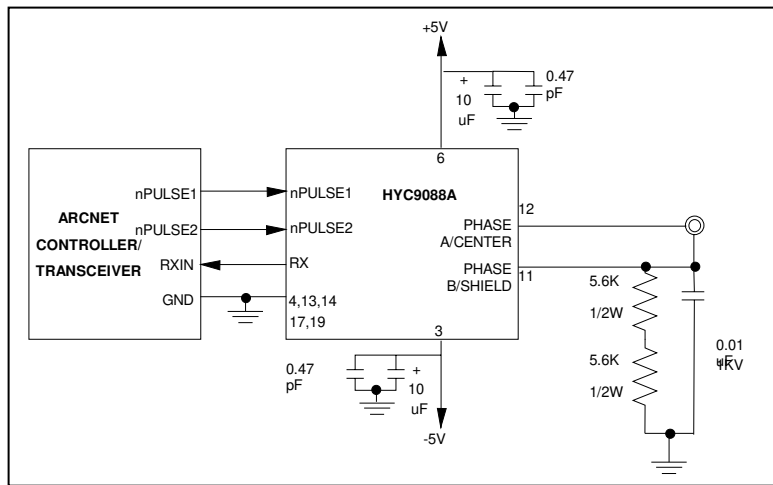 +5V
+
10
uF
0.47
pF
6
HYC9088A
ARCNET
CONTROLLER/
TRANSCEIVER
nPULSE1
nPULSE2
RXIN
GND
nPULSE1
nPULSE2
RX
4,13,14
17,19
PHASE
A/CENTER
PHASE
B/SHIELD
12
11
3
5.6K
1/2W
5.6K
1/2W
0.01
uF
1KV
0.47
pF
+
10
uF
-5V